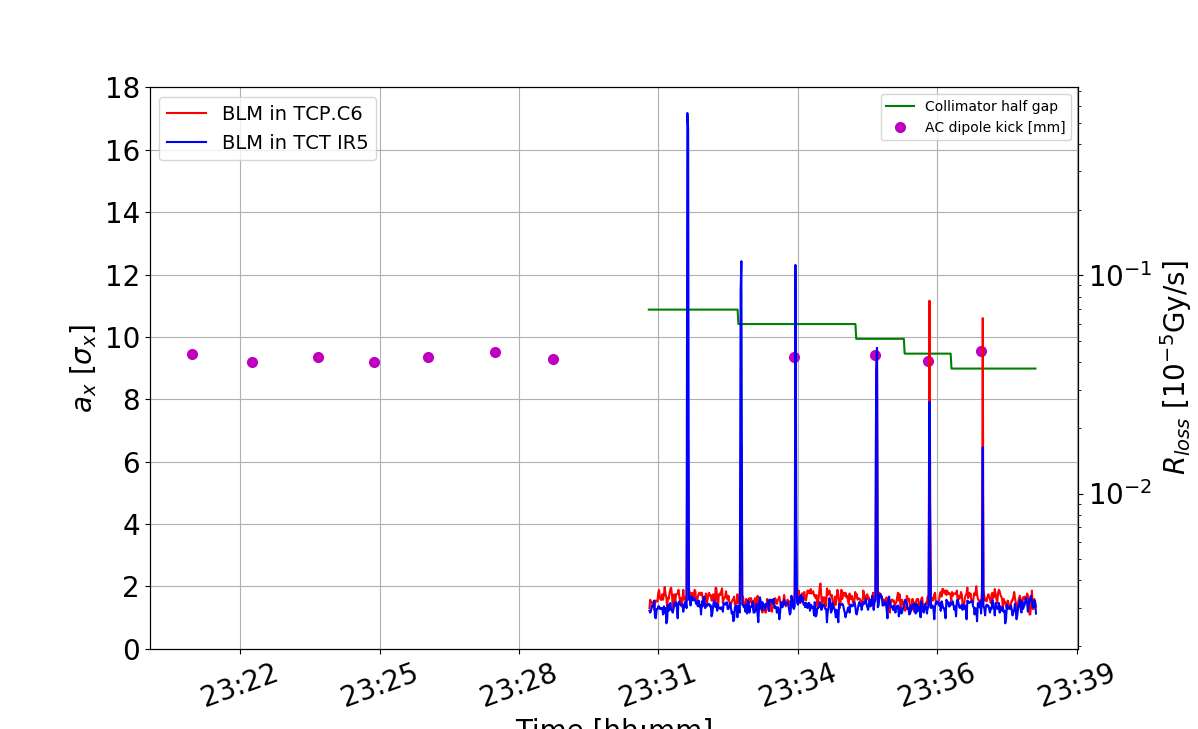 18
16
14
12
10
8
6
4
2
0
a_x [σ_x]
BLM in TCP.C6
BLM in TCT IR5
Collimator half gap
AC dipole kick [mm]
10⁻¹
10⁻²
R_loss [10⁻⁵Gy/s]
23:22
23:25
23:28
23:31
23:34
23:36
23:39
Time [hh:mm]